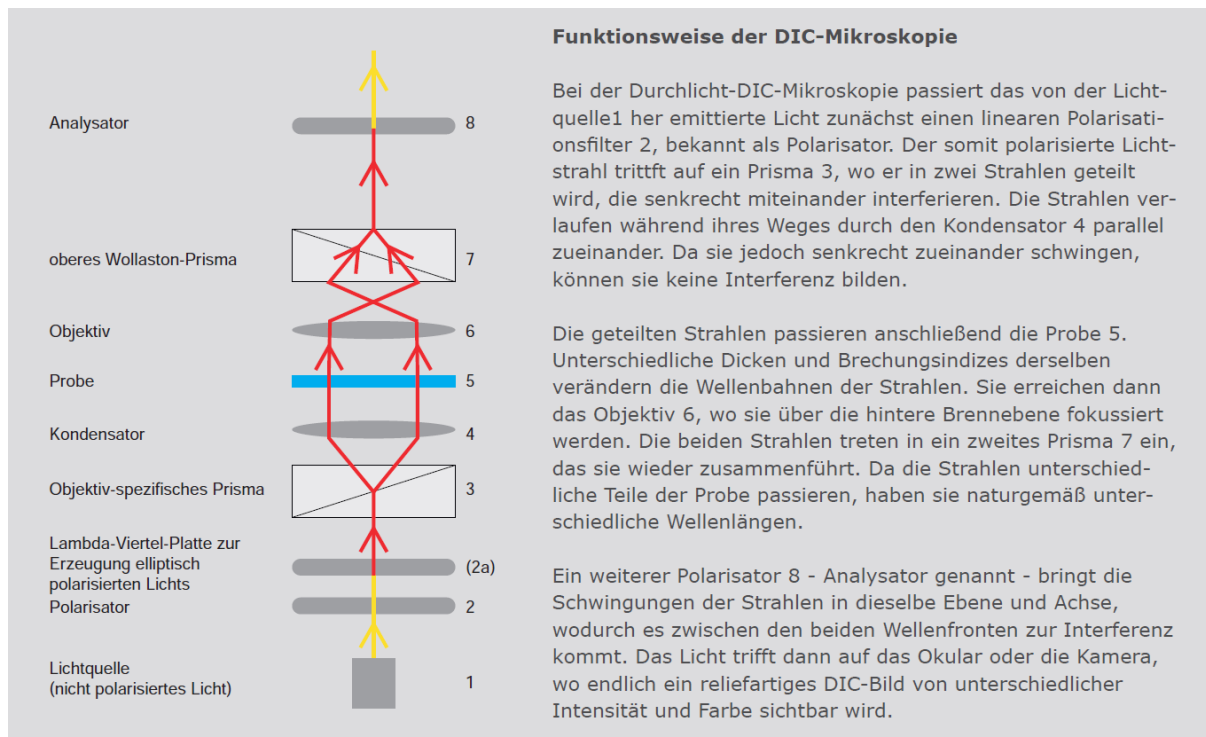 Analysator
8
oberes Wollaston-Prisma
7
Objektiv
6
Probe
5
Kondensator
4
Objektiv-spezifisches Prisma
3
Lambda-Viertel-Platte zur
Erzeugung elliptisch
polarisierten Lichts
(2a)
Polarisator
2
Lichtquelle
(nicht polarisiertes Licht)
1
Funktionsweise der DIC-Mikroskopie
Bei der Durchlicht-DIC-Mikroskopie passiert das von der Licht-
quelle1 her emittierte Licht zunächst einen linearen Polarisati-
onsfilter 2, bekannt als Polarisator. Der somit polarisierte Licht-
strahl trittft auf ein Prisma 3, wo er in zwei Strahlen geteilt
wird, die senkrecht miteinander interferieren. Die Strahlen ver-
laufen während ihres Weges durch den Kondensator 4 parallel
zueinander. Da sie jedoch senkrecht zueinander schwingen,
können sie keine Interferenz bilden.
Die geteilten Strahlen passieren anschließend die Probe 5.
Unterschiedliche Dicken und Brechungsindizes derselben
verändern die Wellenbahnen der Strahlen. Sie erreichen dann
das Objektiv 6, wo sie über die hintere Brennebene fokussiert
werden. Die beiden Strahlen treten in ein zweites Prisma 7 ein,
das sie wieder zusammenführt. Da die Strahlen unterschied-
liche Teile der Probe passieren, haben sie naturgemäß unter-
schiedliche Wellenlängen.
Ein weiterer Polarisator 8 - Analysator genannt - bringt die
Schwingungen der Strahlen in dieselbe Ebene und Achse,
wodurch es zwischen den beiden Wellenfronten zur Interferenz
kommt. Das Licht trifft dann auf das Okular oder die Kamera,
wo endlich ein reliefartiges DIC-Bild von unterschiedlicher
Intensität und Farbe sichtbar wird.